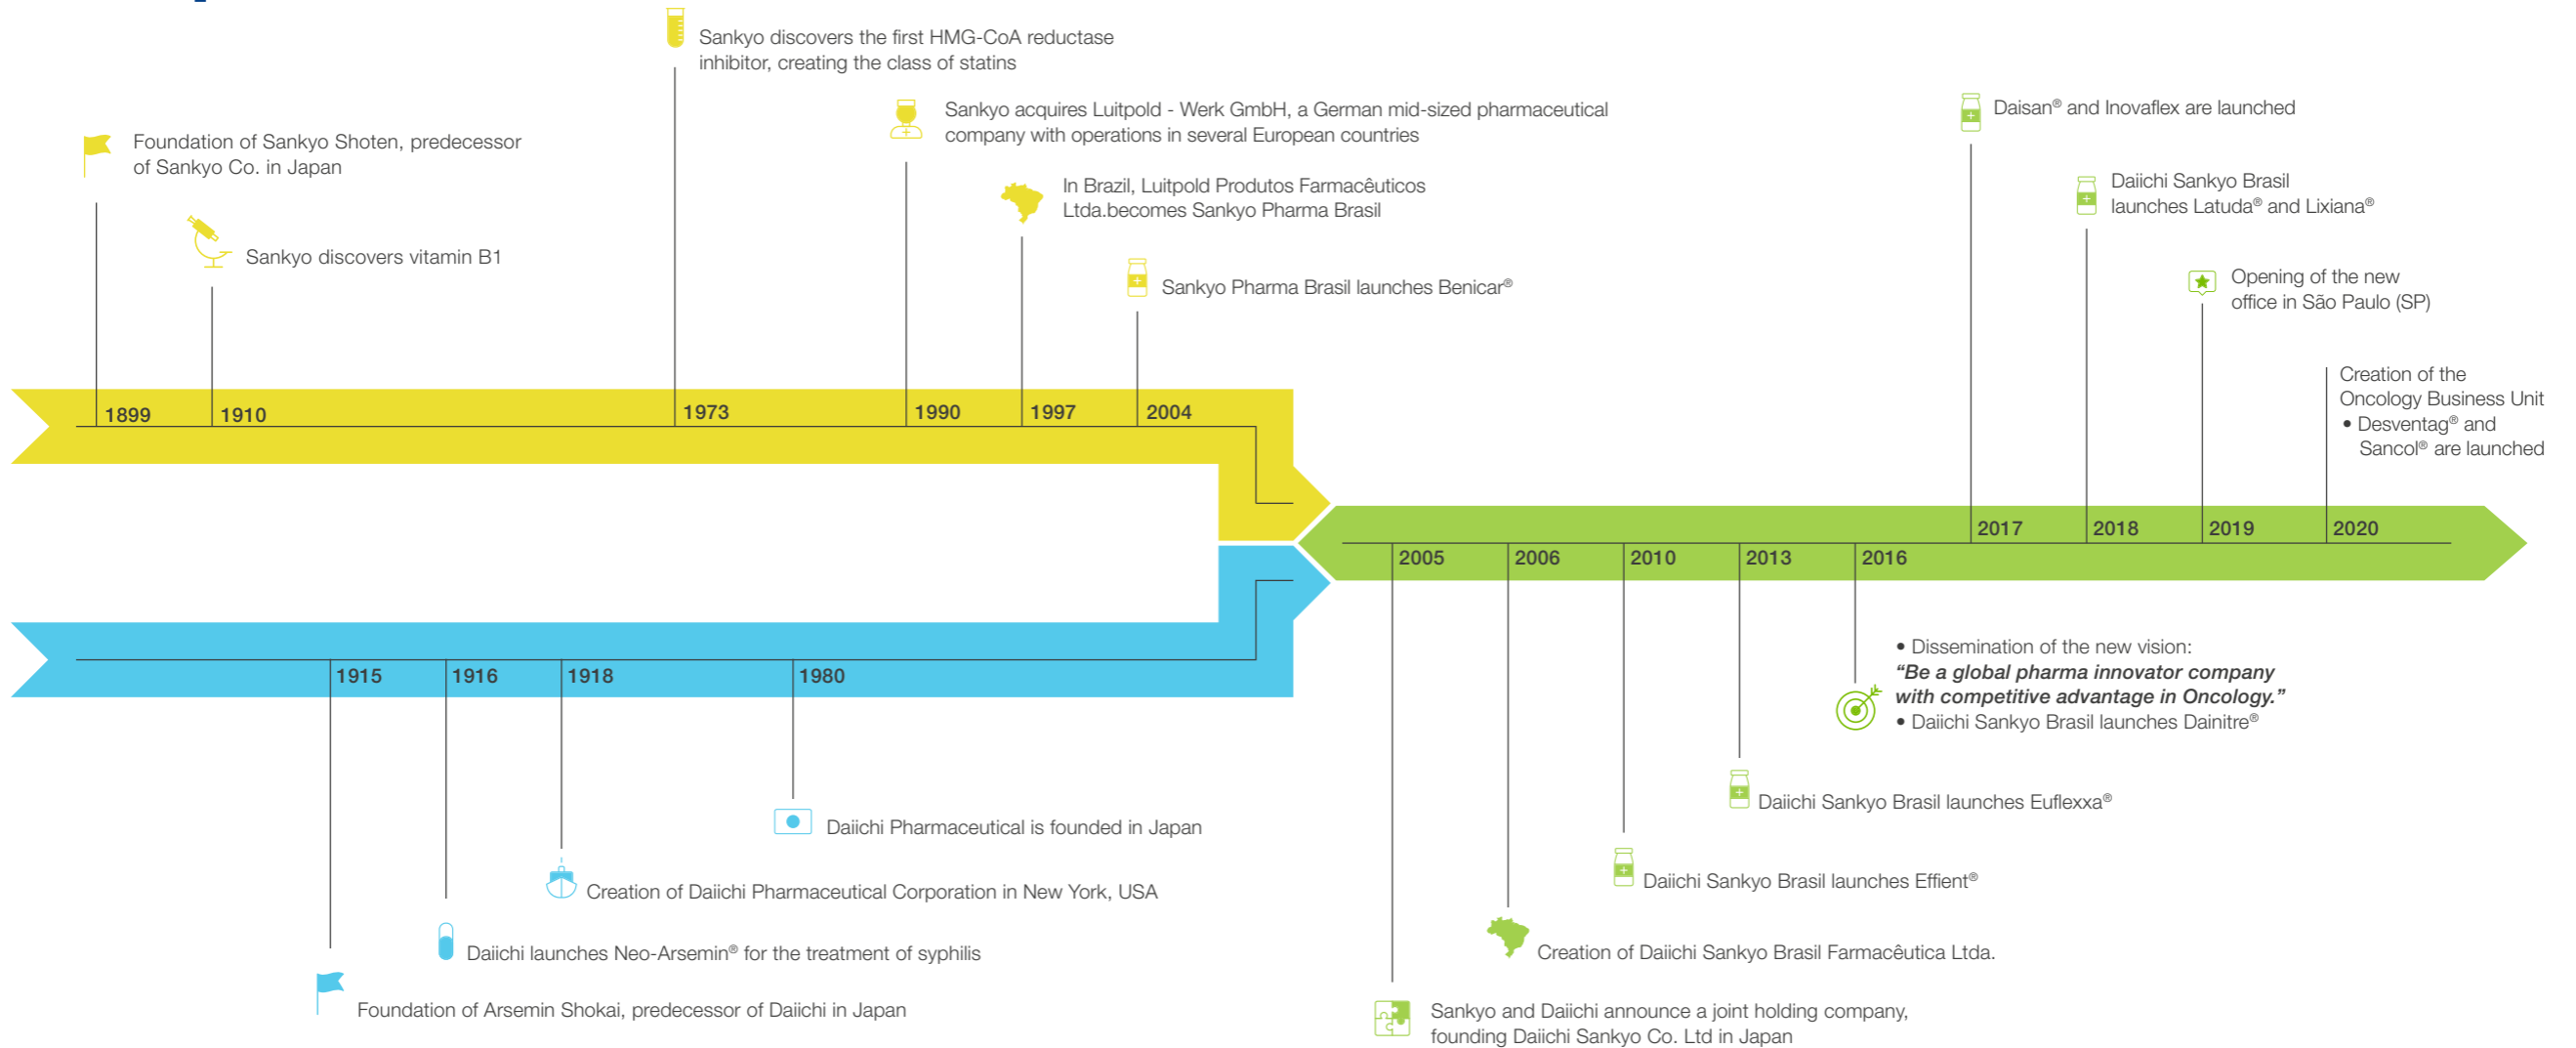 Sankyo discovers the first HMG-CoA reductase
inhibitor, creating the class of statins
Sankyo acquires Luitpold - Werk GmbH, a German mid-sized pharmaceutical
company with operations in several European countries
Foundation of Sankyo Shoten, predecessor
of Sankyo Co. in Japan
In Brazil, Luitpold Produtos Farmacêuticos
Ltda.becomes Sankyo Pharma Brasil
Sankyo discovers vitamin B1
Sankyo Pharma Brasil launches Benicar®
1899
1910
1973
1990
1997
2004
Daisan® and Inovaflex are launched
Daiichi Sankyo Brasil
launches Latuda® and Lixiana®
Opening of the new
office in São Paulo (SP)
Creation of the
Oncology Business Unit
• Desventag® and
Sancol® are launched
2017
2018
2019
2020
2005
2006
2010
2013
2016
• Dissemination of the new vision:
“Be a global pharma innovator company
with competitive advantage in Oncology.”
• Daiichi Sankyo Brasil launches Dainitre®
Daiichi Sankyo Brasil launches Euflexxa®
Daiichi Sankyo Brasil launches Effient®
Creation of Daiichi Sankyo Brasil Farmacêutica Ltda.
Sankyo and Daiichi announce a joint holding company,
founding Daiichi Sankyo Co. Ltd in Japan
1915
1916
1918
1980
Daiichi Pharmaceutical is founded in Japan
Creation of Daiichi Pharmaceutical Corporation in New York, USA
Daiichi launches Neo-Arsemin® for the treatment of syphilis
Foundation of Arsemin Shokai, predecessor of Daiichi in Japan